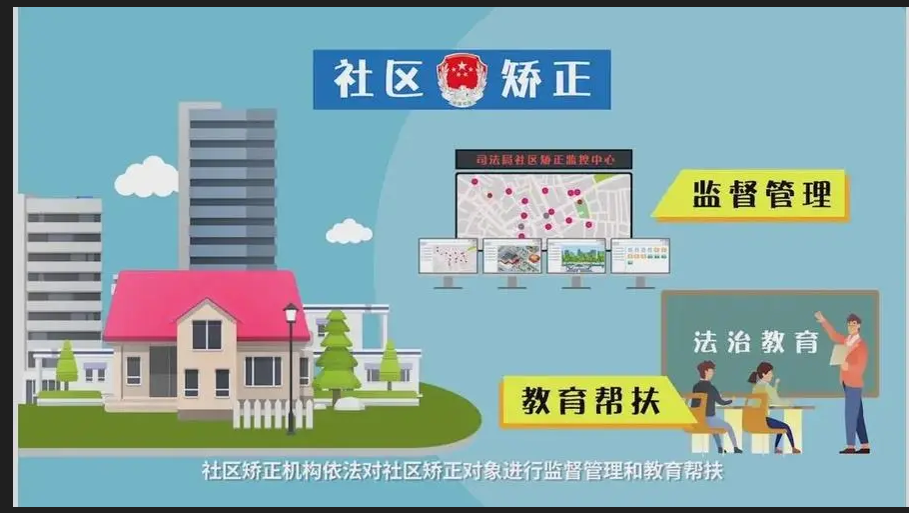 社区矫正
司法局社区矫正监控中心
监督管理
法治教育
教育帮扶
社区矫正机构依法对社区矫正对象进行监督管理和教育帮扶